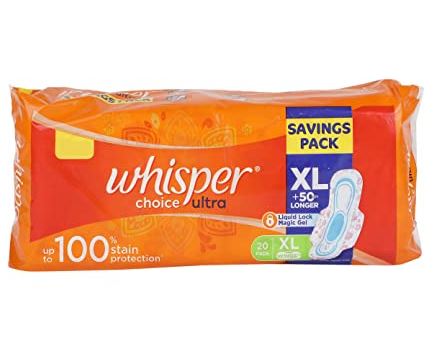 SAVINGS
PACK
whisper®
choice ultra
XL
+50%
LONGER
8 Liquid Lock
Magic Gel
20
PADS
XL
up to 100% stain
protection